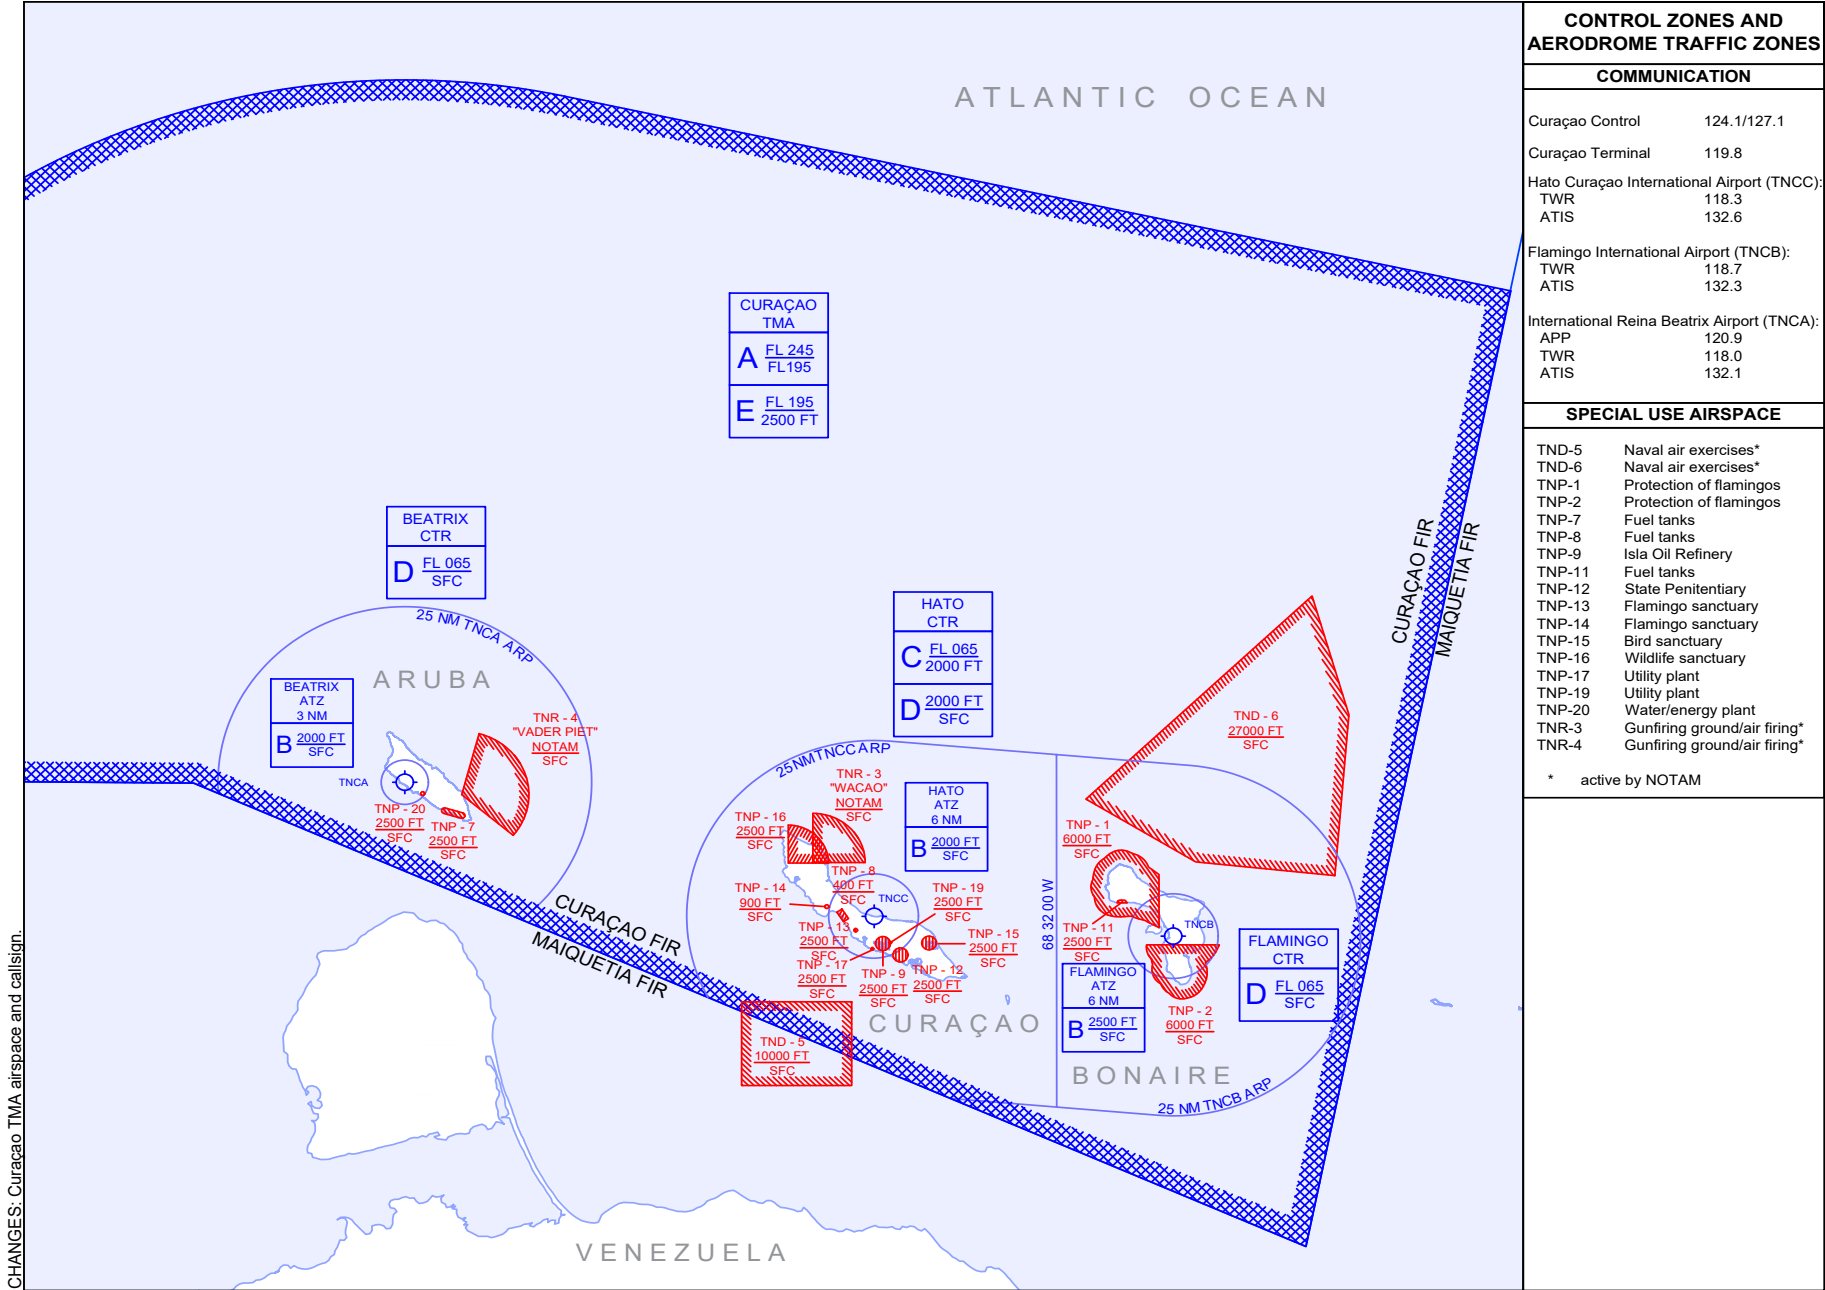 ATLANTIC OCEAN
CURAÇAO
TMA
A FL 245
FL195
E FL 195
2500 FT
BEATRIX
CTR
D FL 065
SFC
25 NM TNCA ARP
ARUBA
BEATRIX
ATZ
3 NM
B 2000 FT
SFC
TNR - 4
"VADER PIET"
NOTAM
SFC
TNCA
TNP - 20
2500 FT
SFC
TNP - 7
2500 FT
SFC
HATO
CTR
C FL 065
2000 FT
D 2000 FT
SFC
25 NM TNCC ARP
TNR - 3
"WACAO"
NOTAM
SFC
TNP - 16
2500 FT
SFC
HATO
ATZ
6 NM
B 2000 FT
SFC
TNP - 8
400 FT
SFC
TNP - 14
900 FT
SFC
TNCC
TNP - 19
2500 FT
SFC
TNP - 13
2500 FT
SFC
TNP - 15
2500 FT
SFC
TNP - 17
2500 FT
SFC
TNP - 9
2500 FT
SFC
TNP - 12
2500 FT
SFC
CURAÇAO
TND - 5
10000 FT
SFC
68 32 00 W
TND - 6
27000 FT
SFC
TNP - 1
6000 FT
SFC
TNP - 11
2500 FT
SFC
TNCB
FLAMINGO
ATZ
6 NM
B 2500 FT
SFC
FLAMINGO
CTR
D FL 065
SFC
TNP - 2
6000 FT
SFC
BONAIRE
25 NM TNCB ARP
CURAÇAO FIR
MAIQUETIA FIR
CURAÇAO FIR
MAIQUETIA FIR
VENEZUELA
CHANGES: Curaçao TMA airspace and callsign.
CONTROL ZONES AND
AERODROME TRAFFIC ZONES
COMMUNICATION
Curaçao Control 124.1/127.1
Curaçao Terminal 119.8
Hato Curaçao International Airport (TNCC):
TWR 118.3
ATIS 132.6
Flamingo International Airport (TNCB):
TWR 118.7
ATIS 132.3
International Reina Beatrix Airport (TNCA):
APP 120.9
TWR 118.0
ATIS 132.1
SPECIAL USE AIRSPACE
TND-5 Naval air exercises*
TND-6 Naval air exercises*
TNP-1 Protection of flamingos
TNP-2 Protection of flamingos
TNP-7 Fuel tanks
TNP-8 Fuel tanks
TNP-9 Isla Oil Refinery
TNP-11 Fuel tanks
TNP-12 State Penitentiary
TNP-13 Flamingo sanctuary
TNP-14 Flamingo sanctuary
TNP-15 Bird sanctuary
TNP-16 Wildlife sanctuary
TNP-17 Utility plant
TNP-19 Utility plant
TNP-20 Water/energy plant
TNR-3 Gunfiring ground/air firing*
TNR-4 Gunfiring ground/air firing*
* active by NOTAM